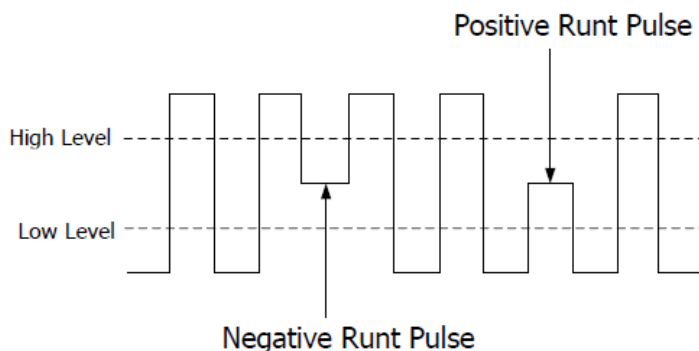 Positive Runt Pulse
High Level
Low Level
Negative Runt Pulse